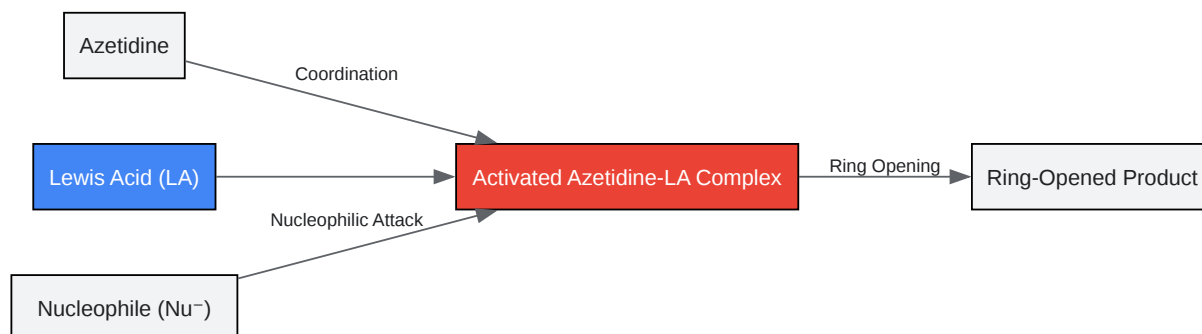 Azetidine
Coordination
Lewis Acid (LA)
Activated Azetidine-LA Complex
Ring Opening
Ring-Opened Product
Nucleophilic Attack
Nucleophile (Nu⁻)